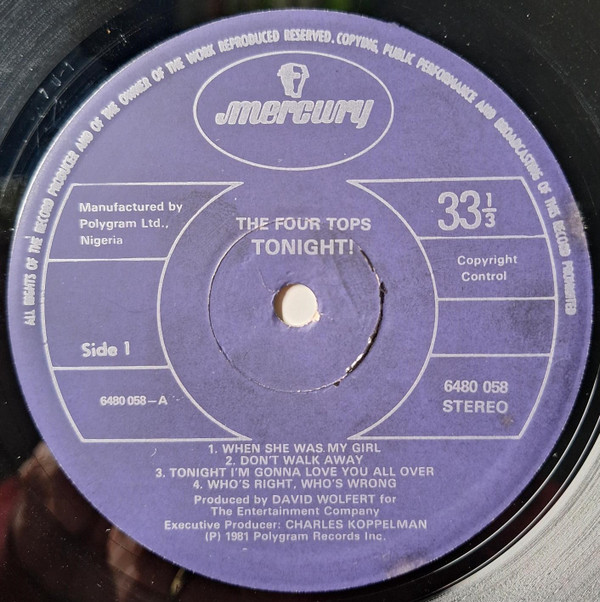 ALL RIGHTS OF THE RECORD PRODUCER AND OF THE OWNER OF THE WORK REPRODUCED RESERVED. COPYING, PUBLIC PERFORMANCE AND BROADCASTING OF THIS RECORD PROHIBITED
mercury
Manufactured by
Polygram Ltd.,
Nigeria
33 1/3
THE FOUR TOPS
TONIGHT!
Copyright
Control
Side 1
6480 058-A
6480 058
STEREO
1. WHEN SHE WAS MY GIRL
2. DON'T WALK AWAY
3. TONIGHT I'M GONNA LOVE YOU ALL OVER
4. WHO'S RIGHT, WHO'S WRONG
Produced by DAVID WOLFERT for
The Entertainment Company
Executive Producer: CHARLES KOPPELMAN
(P) 1981 Polygram Records Inc.